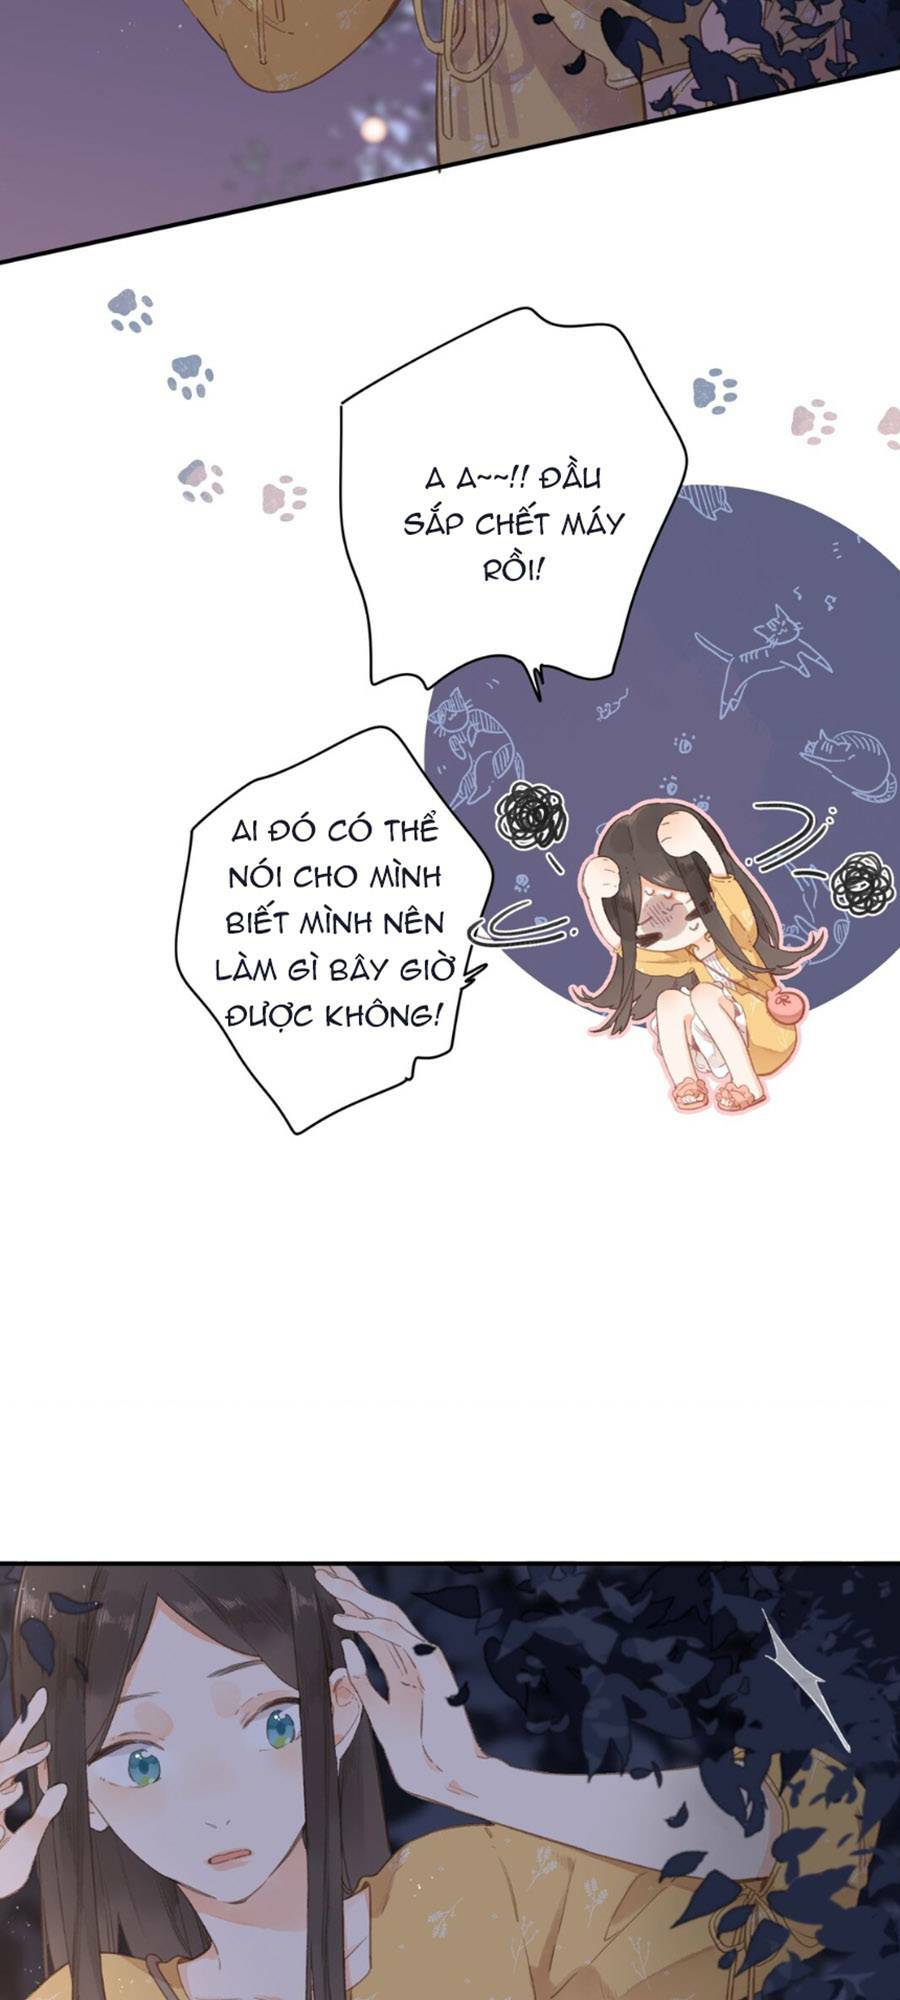 A A~~!! ĐẦU
SẮP CHẾT MÁY
RỒI!
AI ĐÓ CÓ THỂ
NÓI CHO MÌNH
BIẾT MÌNH NÊN
LÀM GÌ BÂY GIỜ
ĐƯỢC KHÔNG!